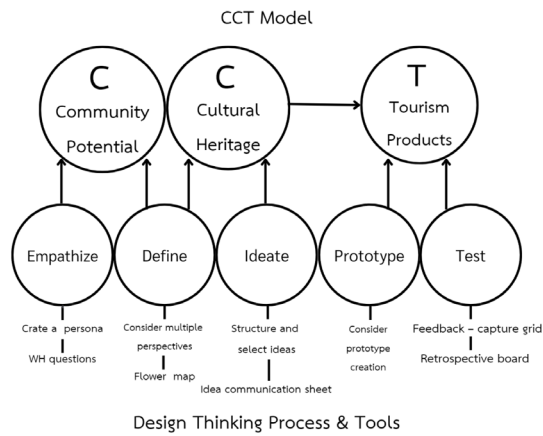 CCT Model
C
Community
Potential
C
Cultural
Heritage
T
Tourism
Products
Empathize
Define
Ideate
Prototype
Test
Crate a persona
WH questions
Consider multiple
perspectives
Flower map
Structure and
select ideas
Idea communication sheet
Consider
prototype
creation
Feedback – capture grid
Retrospective board
Design Thinking Process & Tools